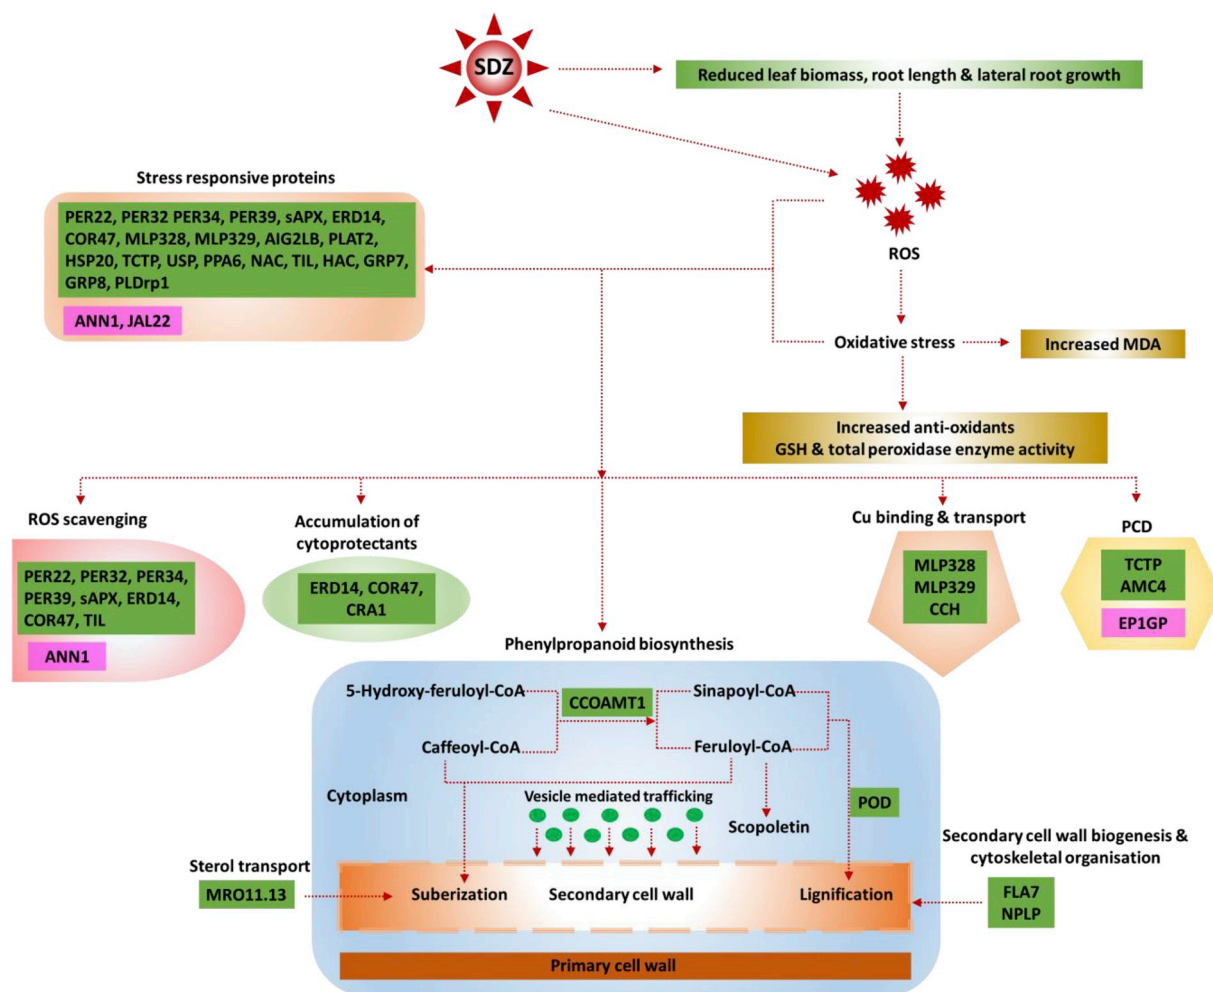 SDZ
Reduced leaf biomass, root length & lateral root growth
Stress responsive proteins
PER22, PER32 PER34, PER39, sAPX, ERD14,
COR47, MLP328, MLP329, AIG2LB, PLAT2,
HSP20, TCTP, USP, PPA6, NAC, TIL, HAC, GRP7,
GRP8, PLDrp1
ANN1, JAL22
ROS
Oxidative stress
Increased MDA
Increased anti-oxidants
GSH & total peroxidase enzyme activity
ROS scavenging
PER22, PER32, PER34,
PER39, sAPX, ERD14,
COR47, TIL
ANN1
Accumulation of
cytoprotectants
ERD14, COR47,
CRA1
Cu binding & transport
MLP328
MLP329
CCH
PCD
TCTP
AMC4
EP1GP
Phenylpropanoid biosynthesis
5-Hydroxy-feruloyl-CoA
CCOAMT1
Sinapoyl-CoA
Caffeoyl-CoA
Feruloyl-CoA
Cytoplasm
Vesicle mediated trafficking
POD
Scopoletin
Sterol transport
MRO11.13
Suberization
Secondary cell wall
Lignification
Secondary cell wall biogenesis &
cytoskeletal organisation
FLA7
NPLP
Primary cell wall